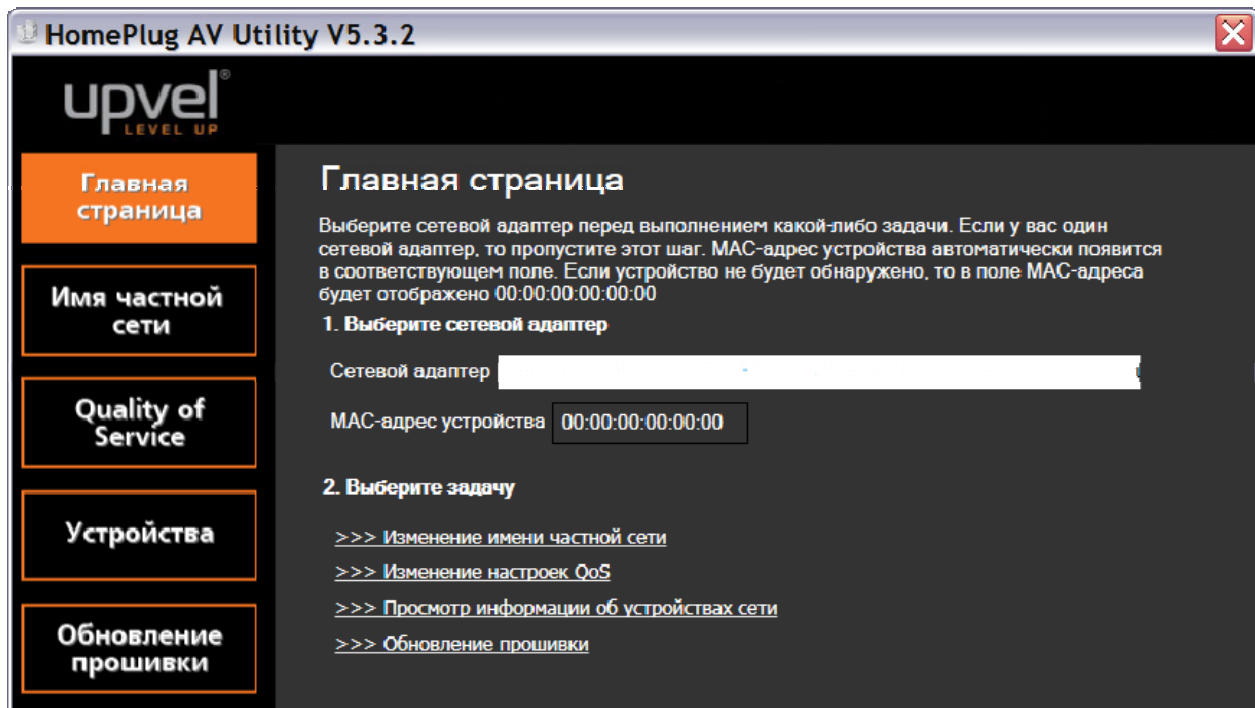 HomePlug AV Utility V5.3.2
upvel®
LEVEL UP
Главная
страница
Имя частной
сети
Quality of
Service
Устройства
Обновление
прошивки
Главная страница
Выберите сетевой адаптер перед выполнением какой-либо задачи. Если у вас один
сетевой адаптер, то пропустите этот шаг. MAC-адрес устройства автоматически появится
в соответствующем поле. Если устройство не будет обнаружено, то в поле MAC-адреса
будет отображено 00:00:00:00:00:00
1. Выберите сетевой адаптер
Сетевой адаптер
MAC-адрес устройства 00:00:00:00:00:00
2. Выберите задачу
>>> Изменение имени частной сети
>>> Изменение настроек QoS
>>> Просмотр информации об устройствах сети
>>> Обновление прошивки